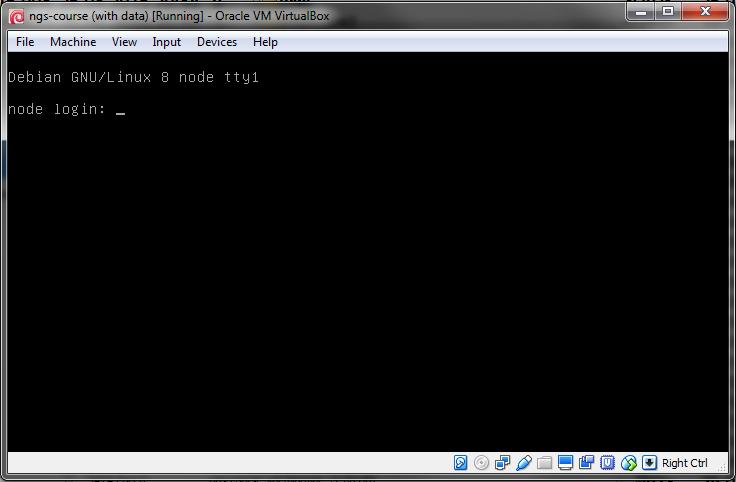 ngs-course (with data) [Running] - Oracle VM VirtualBox
File Machine View Input Devices Help
Debian GNU/Linux 8 node tty1
node login: _
Right Ctrl